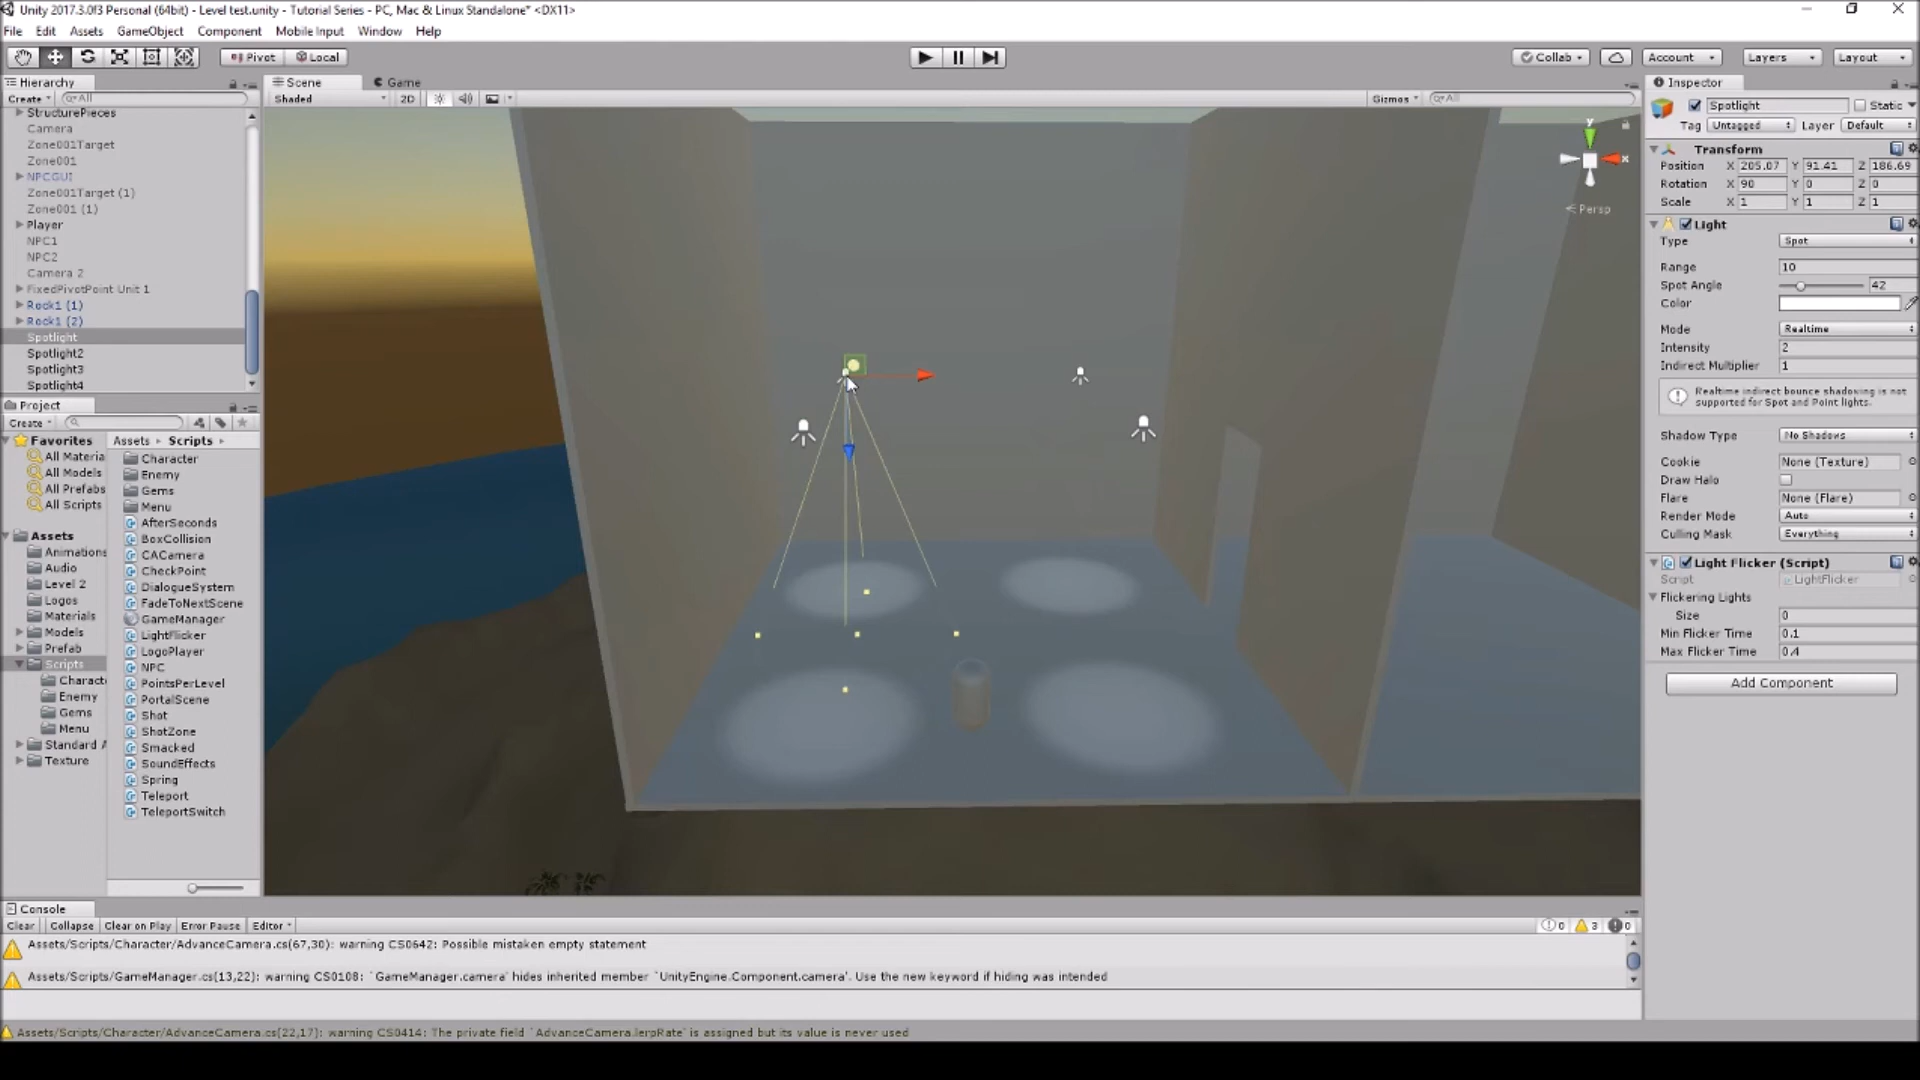 Unity 2017.3.0f3 Personal (64bit) - Level test.unity - Tutorial Series - PC, Mac & Linux Standalone* <DX11>
File Edit Assets GameObject Component Mobile Input Window Help
Pivot Local Collab Account Layers Layout
Hierarchy
Create All
StructurePieces
Camera
Zone001Target
Zone001
NPCGUI
Zone001Target (1)
Zone001 (1)
Player
NPC1
NPC2
Camera 2
FixedPivotPoint Unit 1
Rock1 (1)
Rock1 (2)
Spotlight
Spotlight2
Spotlight3
Spotlight4
Project
Create
Favorites
All Materia
All Models
All Prefabs
All Scripts
Assets
Animations
Audio
Level 2
Logos
Materials
Models
Prefab
Scripts
Charact
Enemy
Gems
Menu
Standard A
Texture
Assets Scripts
Character
Enemy
Gems
Menu
AfterSeconds
BoxCollision
CACamera
CheckPoint
DialogueSystem
FadeToNextScene
GameManager
LightFlicker
LogoPlayer
NPC
PointsPerLevel
PortalScene
Shot
ShotZone
Smacked
SoundEffects
Spring
Teleport
TeleportSwitch
Scene Game
Shaded 2D Gizmos All
y
x
Persp
Inspector
Spotlight Static
Tag Untagged Layer Default
Transform
Position X 205.07 Y 91.41 Z 186.69
Rotation X 90 Y 0 Z 0
Scale X 1 Y 1 Z 1
Light
Type Spot
Range 10
Spot Angle 42
Color
Mode Realtime
Intensity 2
Indirect Multiplier 1
Realtime indirect bounce shadowing is not
supported for Spot and Point lights.
Shadow Type No Shadows
Cookie None (Texture)
Draw Halo
Flare None (Flare)
Render Mode Auto
Culling Mask Everything
Light Flicker (Script)
Script LightFlicker
Flickering Lights
Size 0
Min Flicker Time 0.1
Max Flicker Time 0.4
Add Component
Console
Clear Collapse Clear on Play Error Pause Editor 0 3 0
Assets/Scripts/Character/AdvanceCamera.cs(67,30): warning CS0642: Possible mistaken empty statement
Assets/Scripts/GameManager.cs(13,22): warning CS0108: `GameManager.camera' hides inherited member `UnityEngine.Component.camera'. Use the new keyword if hiding was intended
Assets/Scripts/Character/AdvanceCamera.cs(22,17): warning CS0414: The private field `AdvanceCamera.lerpRate' is assigned but its value is never used